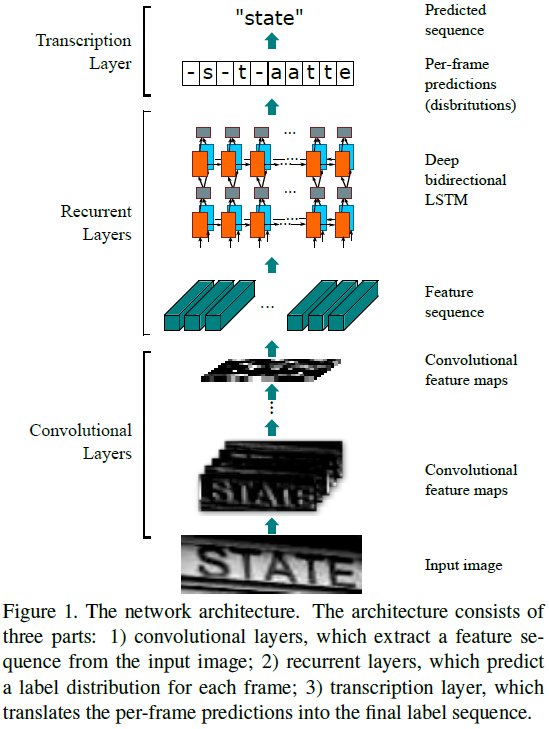 "state"
Predicted
sequence
Transcription
Layer
- s - t - a a t t e
Per-frame
predictions
(disbritutions)
...
Deep
bidirectional
LSTM
Recurrent
Layers
...
Feature
sequence
Convolutional
feature maps
Convolutional
Layers
STATE
Convolutional
feature maps
STATE
Input image
Figure 1. The network architecture. The architecture consists of
three parts: 1) convolutional layers, which extract a feature se-
quence from the input image; 2) recurrent layers, which predict
a label distribution for each frame; 3) transcription layer, which
translates the per-frame predictions into the final label sequence.